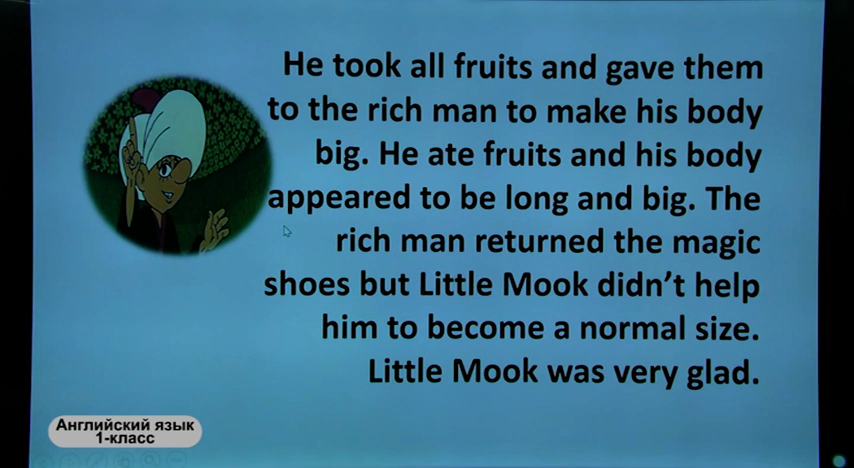 He took all fruits and gave them
to the rich man to make his body
big. He ate fruits and his body
appeared to be long and big. The
rich man returned the magic
shoes but Little Mook didn't help
him to become a normal size.
Little Mook was very glad.
Английский язык
1-класс